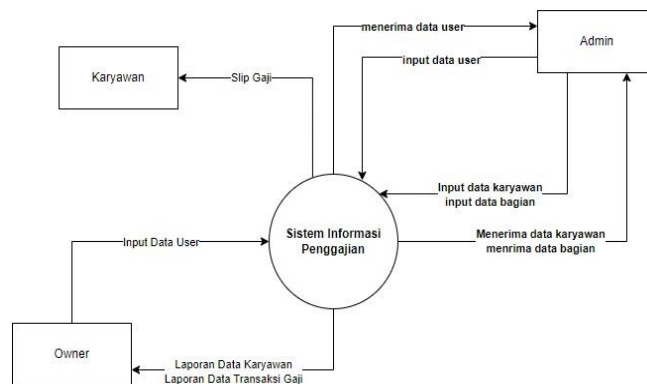 menerima data user
Admin
input data user
Karyawan
Slip Gaji
Input data karyawan
input data bagian
Sistem Informasi
Penggajian
Menerima data karyawan
menrima data bagian
Input Data User
Owner
Laporan Data Karyawan
Laporan Data Transaksi Gaji